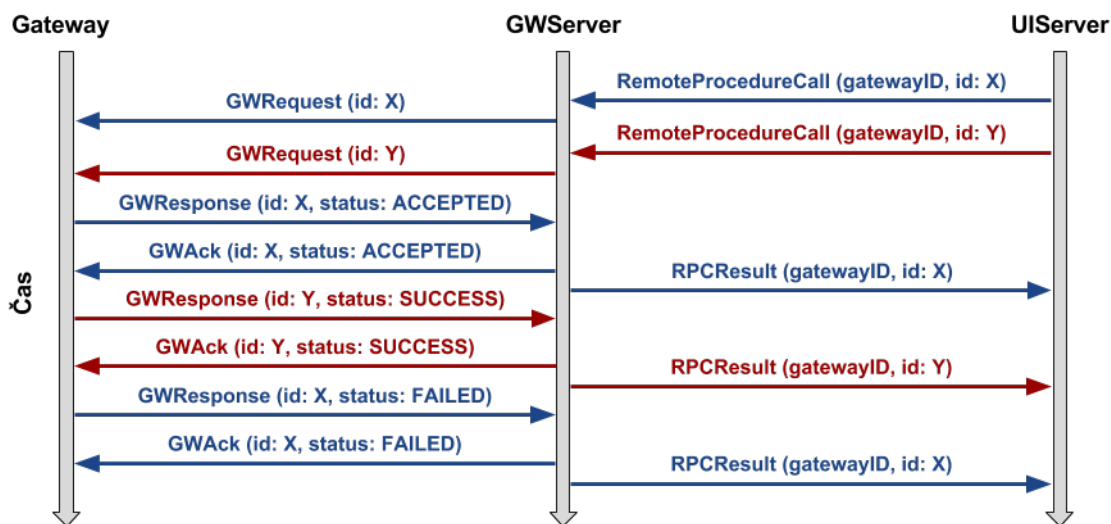 Gateway
GWServer
UIServer
RemoteProcedureCall (gatewayID, id: X)
GWRequest (id: X)
RemoteProcedureCall (gatewayID, id: Y)
GWRequest (id: Y)
GWResponse (id: X, status: ACCEPTED)
GWAck (id: X, status: ACCEPTED)
RPCResult (gatewayID, id: X)
Čas
GWResponse (id: Y, status: SUCCESS)
GWAck (id: Y, status: SUCCESS)
RPCResult (gatewayID, id: Y)
GWResponse (id: X, status: FAILED)
GWAck (id: X, status: FAILED)
RPCResult (gatewayID, id: X)